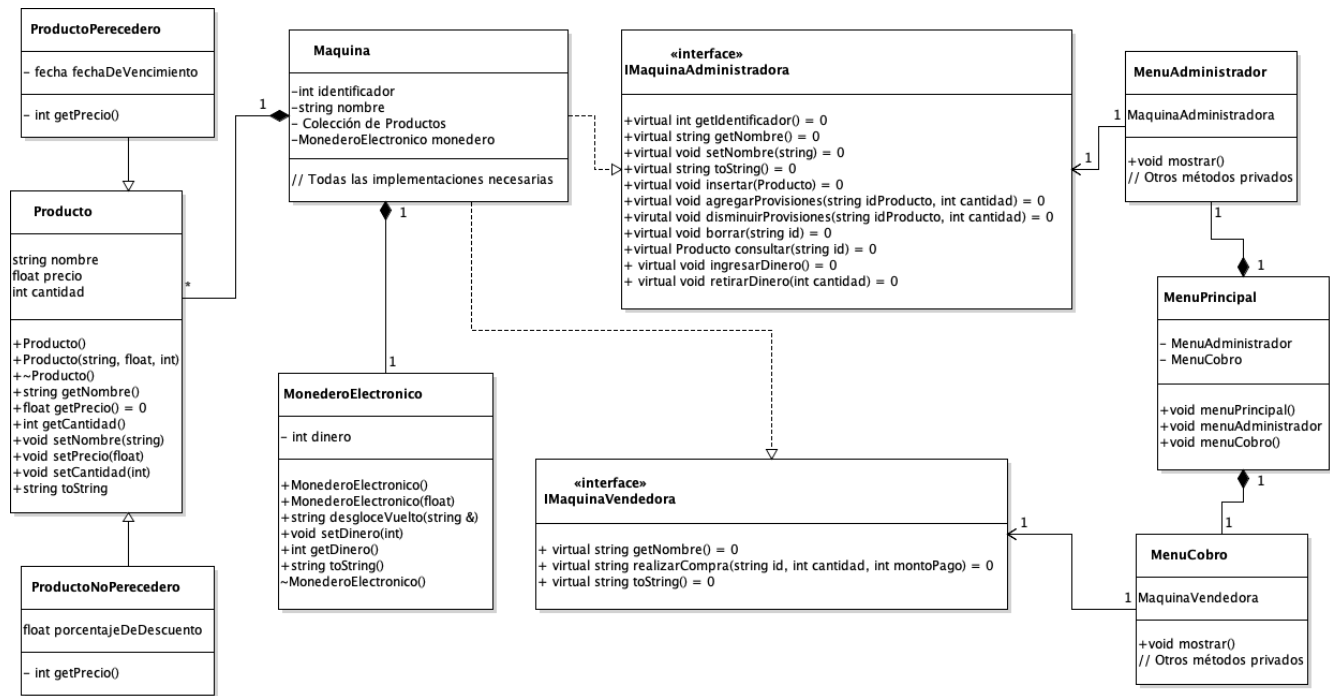 ProductoPerecedero
- fecha fechaDeVencimiento
- int getPrecio()
Producto
string nombre
float precio
int cantidad
+Producto()
+Producto(string, float, int)
+~Producto()
+string getNombre()
+float getPrecio() = 0
+int getCantidad()
+void setNombre(string)
+void setPrecio(float)
+void setCantidad(int)
+string toString
ProductoNoPerecedero
float porcentajeDeDescuento
- int getPrecio()
1
*
Maquina
-int identificador
-string nombre
- Colección de Productos
-MonederoElectronico monedero
// Todas las implementaciones necesarias
1
1
MonederoElectronico
- int dinero
+MonederoElectronico()
+MonederoElectronico(float)
+string desgloceVuelto(string &)
+void setDinero(int)
+int getDinero()
+string toString()
~MonederoElectronico()
«interface»
IMaquinaAdministradora
+virtual int getIdentificador() = 0
+virtual string getNombre() = 0
+virtual void setNombre(string) = 0
+virtual string toString() = 0
+virtual void insertar(Producto) = 0
+virtual void agregarProvisiones(string idProducto, int cantidad) = 0
+virutal void disminuirProvisiones(string idProducto, int cantidad) = 0
+virtual void borrar(string id) = 0
+virtual Producto consultar(string id) = 0
+ virtual void ingresarDinero() = 0
+ virtual void retirarDinero(int cantidad) = 0
«interface»
IMaquinaVendedora
+ virtual string getNombre() = 0
+ virtual string realizarCompra(string id, int cantidad, int montoPago) = 0
+ virtual string toString() = 0
1
1
MenuAdministrador
MaquinaAdministradora
+void mostrar()
// Otros métodos privados
1
1
MenuPrincipal
- MenuAdministrador
- MenuCobro
+void menuPrincipal()
+void menuAdministrador
+void menuCobro()
1
1
1
1
MenuCobro
MaquinaVendedora
+void mostrar()
// Otros métodos privados